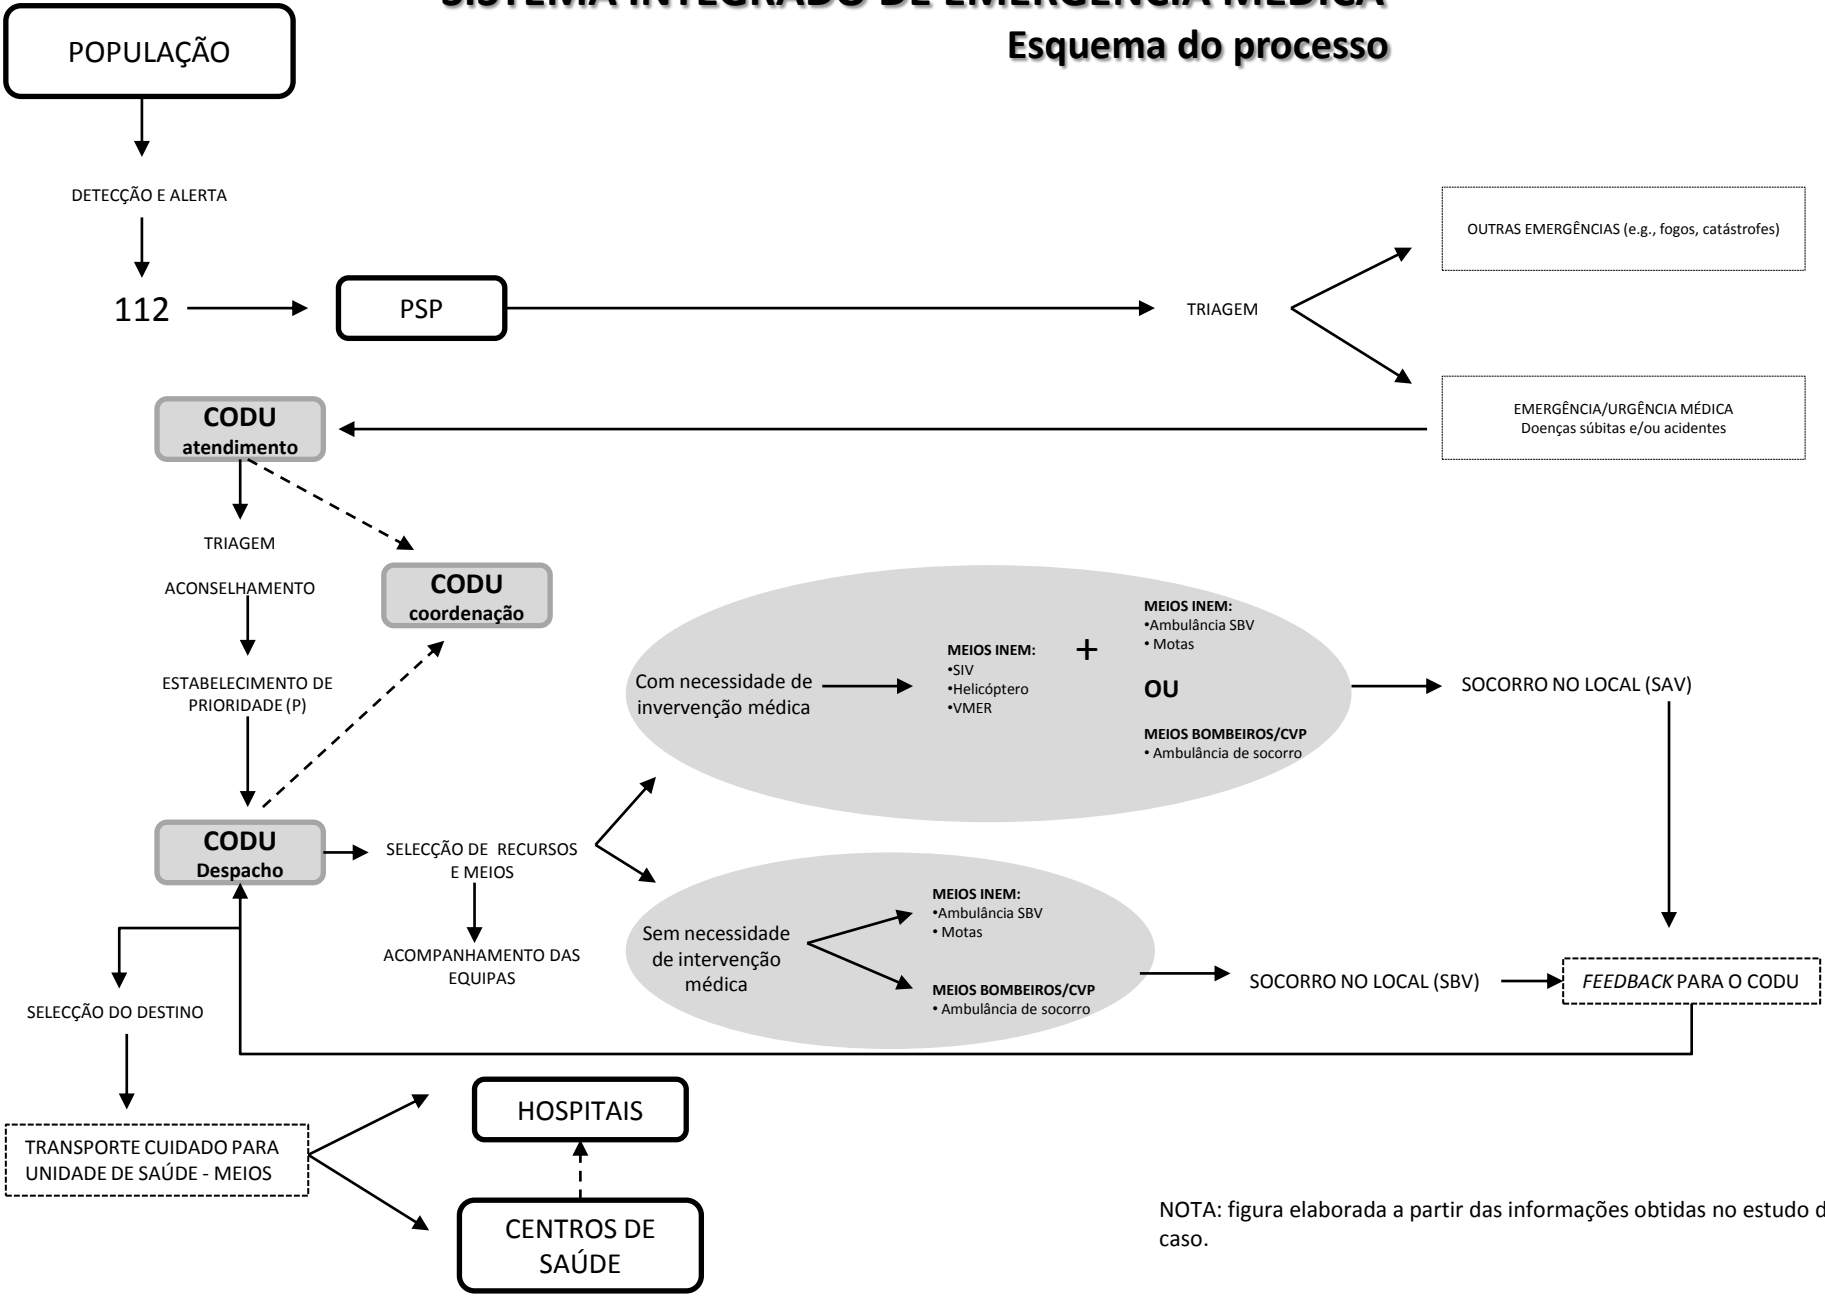 SISTEMA INTEGRADO DE EMERGÊNCIA MÉDICA
Esquema do processo
POPULAÇÃO
DETECÇÃO E ALERTA
112
PSP
TRIAGEM
OUTRAS EMERGÊNCIAS (e.g., fogos, catástrofes)
EMERGÊNCIA/URGÊNCIA MÉDICA
Doenças súbitas e/ou acidentes
CODU
atendimento
TRIAGEM
ACONSELHAMENTO
CODU
coordenação
ESTABELECIMENTO DE
PRIORIDADE (P)
CODU
Despacho
SELECÇÃO DE RECURSOS
E MEIOS
ACOMPANHAMENTO DAS
EQUIPAS
Com necessidade de
invervenção médica
MEIOS INEM:
•SIV
•Helicóptero
•VMER
+
MEIOS INEM:
•Ambulância SBV
• Motas
OU
MEIOS BOMBEIROS/CVP
• Ambulância de socorro
SOCORRO NO LOCAL (SAV)
Sem necessidade
de intervenção
médica
MEIOS INEM:
•Ambulância SBV
• Motas
MEIOS BOMBEIROS/CVP
• Ambulância de socorro
SOCORRO NO LOCAL (SBV)
FEEDBACK PARA O CODU
SELECÇÃO DO DESTINO
TRANSPORTE CUIDADO PARA
UNIDADE DE SAÚDE - MEIOS
HOSPITAIS
CENTROS DE
SAÚDE
NOTA: figura elaborada a partir das informações obtidas no estudo d
caso.